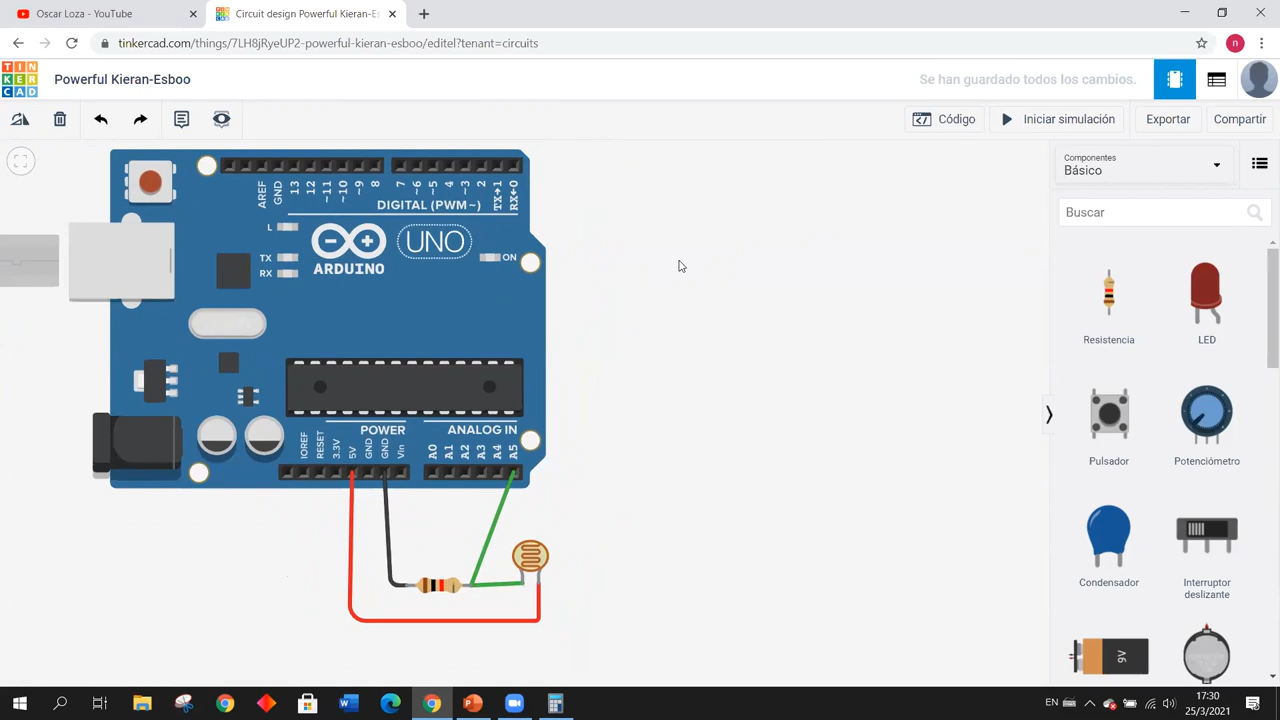 Oscar Loza - YouTube
Circuit design Powerful Kieran-Es
tinkercad.com/things/7LH8jRyeUP2-powerful-kieran-esboo/editel?tenant=circuits
n
TIN
KER
CAD
Powerful Kieran-Esboo
Se han guardado todos los cambios.
Código
Iniciar simulación
Exportar
Compartir
Componentes
Básico
Buscar
Resistencia
LED
Pulsador
Potenciómetro
Condensador
Interruptor
deslizante
9V
AREF
GND
13
12
~11
~10
~9
8
7
~6
~5
4
~3
2
TX→1
RX←0
DIGITAL (PWM~)
L
TX
RX
UNO
ARDUINO
ON
POWER
ANALOG IN
IOREF
RESET
3.3V
5V
GND
GND
Vin
A0
A1
A2
A3
A4
A5
EN
17:30
25/3/2021